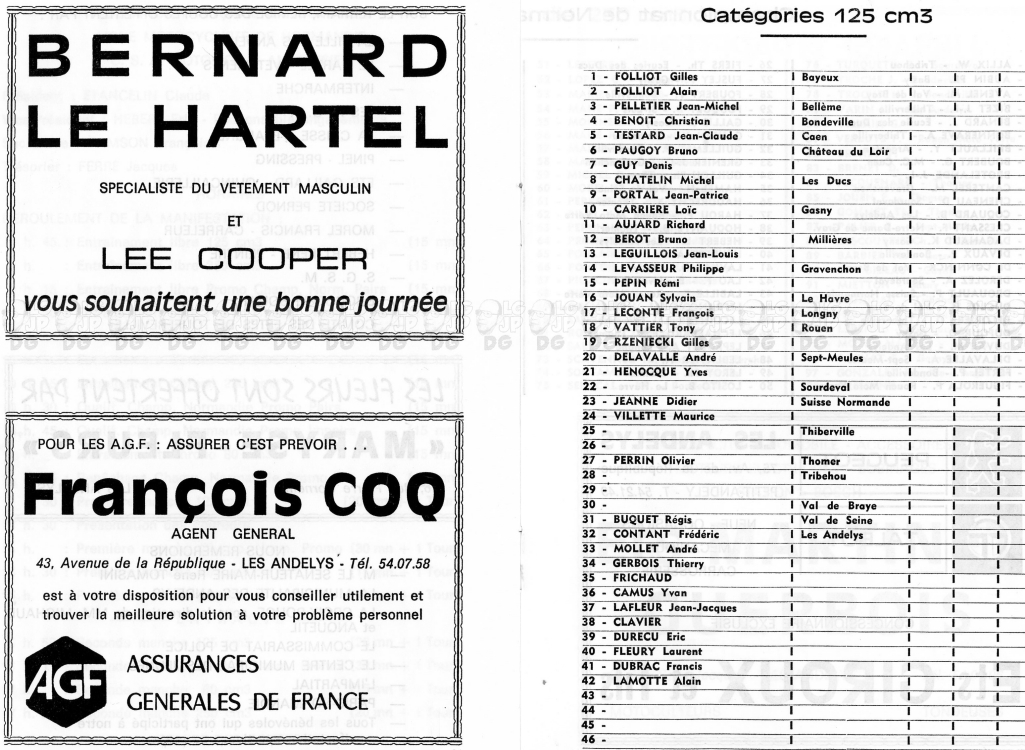 BERNARD
LE HARTEL
SPECIALISTE DU VETEMENT MASCULIN
ET
LEE COOPER
vous souhaitent une bonne journée
POUR LES A.G.F. : ASSURER C'EST PREVOIR . . .
François COQ
AGENT GENERAL
43, Avenue de la République - LES ANDELYS - Tél. 54.07.58
est à votre disposition pour vous conseiller utilement et
trouver la meilleure solution à votre problème personnel
AGF
ASSURANCES
GENERALES DE FRANCE
Catégories 125 cm3
1 - FOLLIOT Gilles Bayeux
2 - FOLLIOT Alain
3 - PELLETIER Jean-Michel Bellème
4 - BENOIT Christian Bondeville
5 - TESTARD Jean-Claude Caen
6 - PAUGOY Bruno Château du Loir
7 - GUY Denis
8 - CHATELIN Michel Les Ducs
9 - PORTAL Jean-Patrice
10 - CARRIERE Loïc Gasny
11 - AUJARD Richard
12 - BEROT Bruno Millières
13 - LEGUILLOIS Jean-Louis
14 - LEVASSEUR Philippe Gravenchon
15 - PEPIN Rémi
16 - JOUAN Sylvain Le Havre
17 - LECONTE François Longny
18 - VATTIER Tony Rouen
19 - RZENIECKI Gilles
20 - DELAVALLE André Sept-Meules
21 - HENOCQUE Yves
22 - Sourdeval
23 - JEANNE Didier Suisse Normande
24 - VILLETTE Maurice
25 - Thiberville
26 -
27 - PERRIN Olivier Thomer
28 - Tribehou
29 -
30 - Val de Braye
31 - BUQUET Régis Val de Seine
32 - CONTANT Frédéric Les Andelys
33 - MOLLET André
34 - GERBOIS Thierry
35 - FRICHAUD
36 - CAMUS Yvan
37 - LAFLEUR Jean-Jacques
38 - CLAVIER
39 - DURECU Eric
40 - FLEURY Laurent
41 - DUBRAC Francis
42 - LAMOTTE Alain
43 -
44 -
45 -
46 -